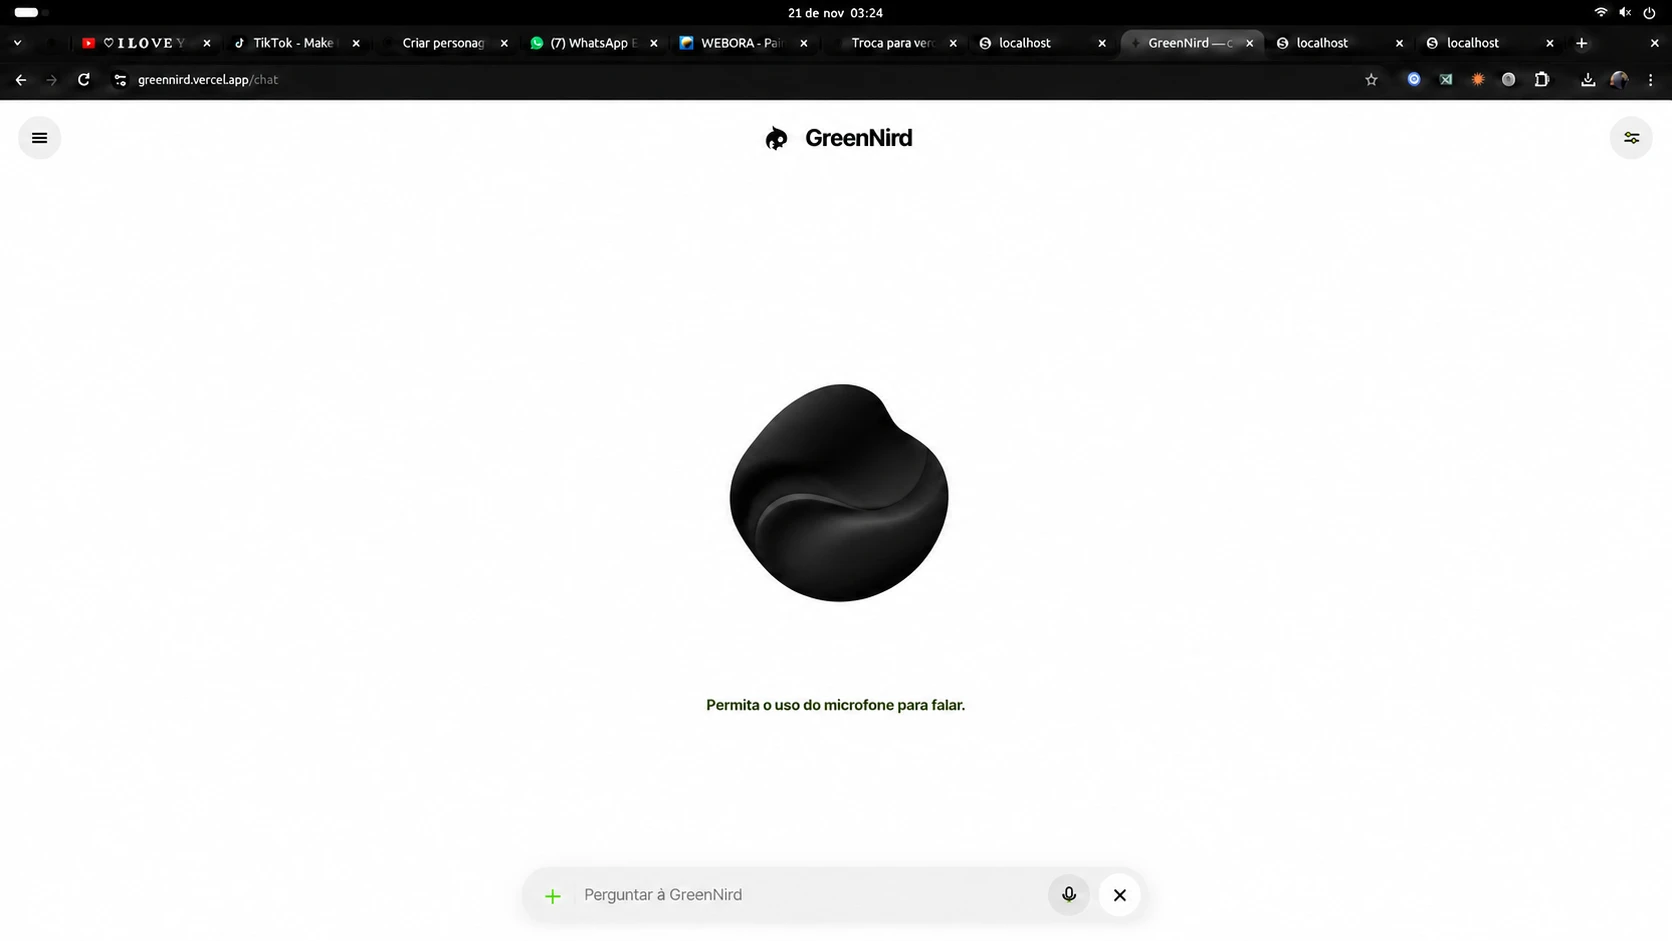 21 de nov 03:24
♡ I L O V E Y
TikTok - Make
Criar personag
(7) WhatsApp E
WEBORA - Pai
Troca para verc
localhost
GreenNird — c
localhost
localhost
greennird.vercel.app/chat
GreenNird
Permita o uso do microfone para falar.
Perguntar à GreenNird